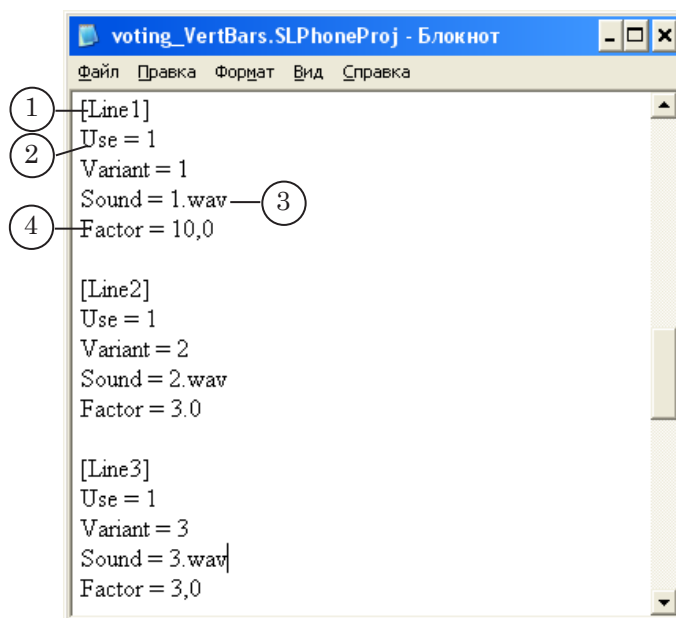 voting_VertBars.SLPhoneProj - Блокнот
Файл Правка Формат Вид Справка
1
[Line1]
2
Use = 1
Variant = 1
Sound = 1.wav
3
4
Factor = 10,0
[Line2]
Use = 1
Variant = 2
Sound = 2.wav
Factor = 3.0
[Line3]
Use = 1
Variant = 3
Sound = 3.wav
Factor = 3,0